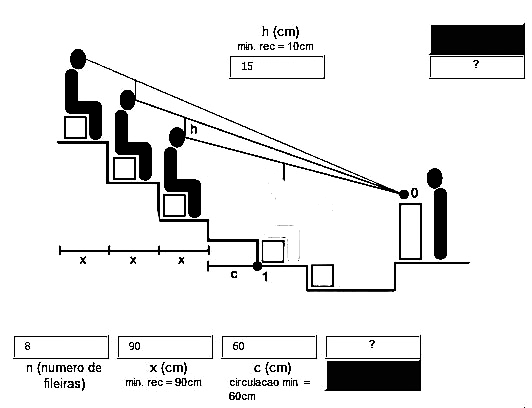 h (cm)
min. rec = 10cm
15
?
h
0
x x x
c 1
8 90 60 ?
n (numero de x (cm) c (cm)
fileiras) min. rec = 90cm circulacao min. =
60cm